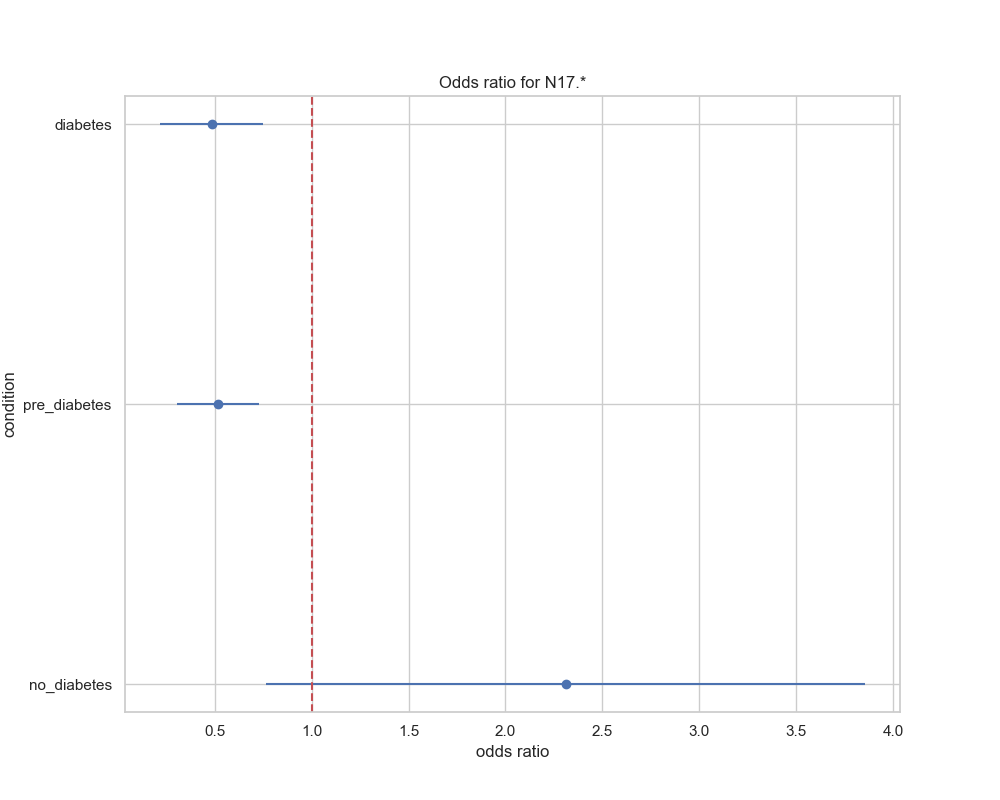 Odds ratio for N17.*
diabetes
pre_diabetes
no_diabetes
condition
0.5 1.0 1.5 2.0 2.5 3.0 3.5 4.0
odds ratio